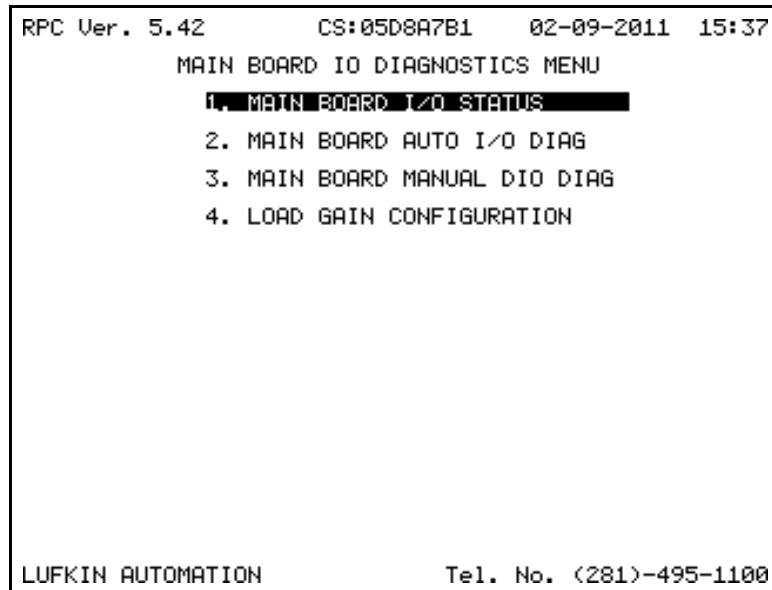 RPC Ver. 5.42 CS:05D8A7B1 02-09-2011 15:37
MAIN BOARD IO DIAGNOSTICS MENU
1. MAIN BOARD I/O STATUS
2. MAIN BOARD AUTO I/O DIAG
3. MAIN BOARD MANUAL DIO DIAG
4. LOAD GAIN CONFIGURATION
LUFKIN AUTOMATION Tel. No. (281)-495-1100